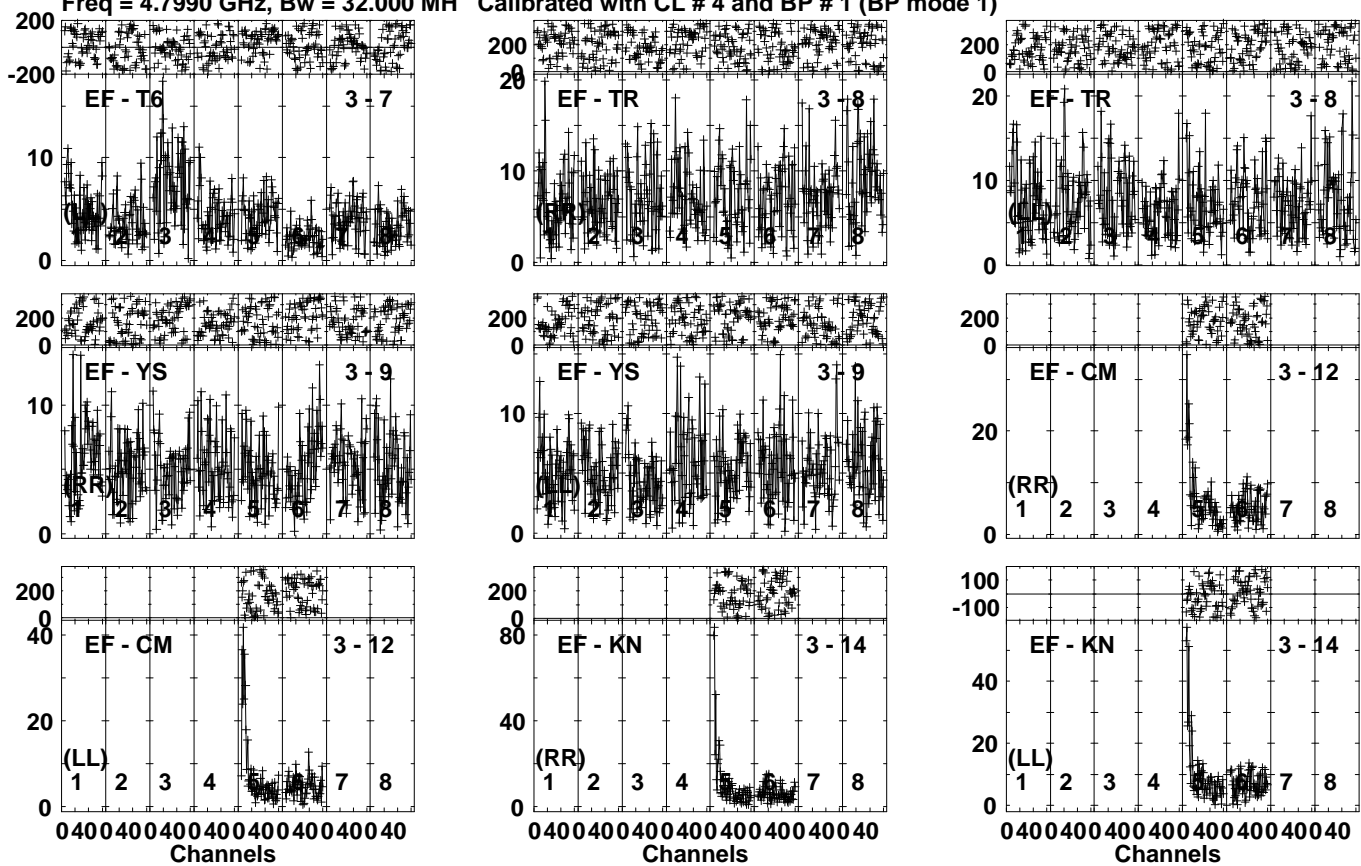 Freq = 4.7990 GHz, Bw = 32.000 MH Calibrated with CL # 4 and BP # 1 (BP mode 1)
200
-200
EF - T6 3 - 7
10
0
(LL)
1 2 3 4 5 6 7 8
200
0
20
EF - TR 3 - 8
10
0
(RR)
1 2 3 4 5 6 7 8
200
0
20
EF - TR 3 - 8
10
0
(LL)
1 2 3 4 5 6 7 8
200
0
EF - YS 3 - 9
10
0
(RR)
1 2 3 4 5 6 7 8
200
0
EF - YS 3 - 9
10
0
(LL)
1 2 3 4 5 6 7 8
200
0
EF - CM 3 - 12
20
0
(RR)
1 2 3 4 5 6 7 8
200
0
40
EF - CM 3 - 12
20
0
(LL)
1 2 3 4 5 6 7 8
0 40 0 40 0 40 0 40 0 40 0 40 0 40 0 40
Channels
200
0
80
EF - KN 3 - 14
40
0
(RR)
1 2 3 4 5 6 7 8
0 40 0 40 0 40 0 40 0 40 0 40 0 40 0 40
Channels
100
-100
EF - KN 3 - 14
40
20
0
(LL)
1 2 3 4 5 6 7 8
0 40 0 40 0 40 0 40 0 40 0 40 0 40 0 40
Channels